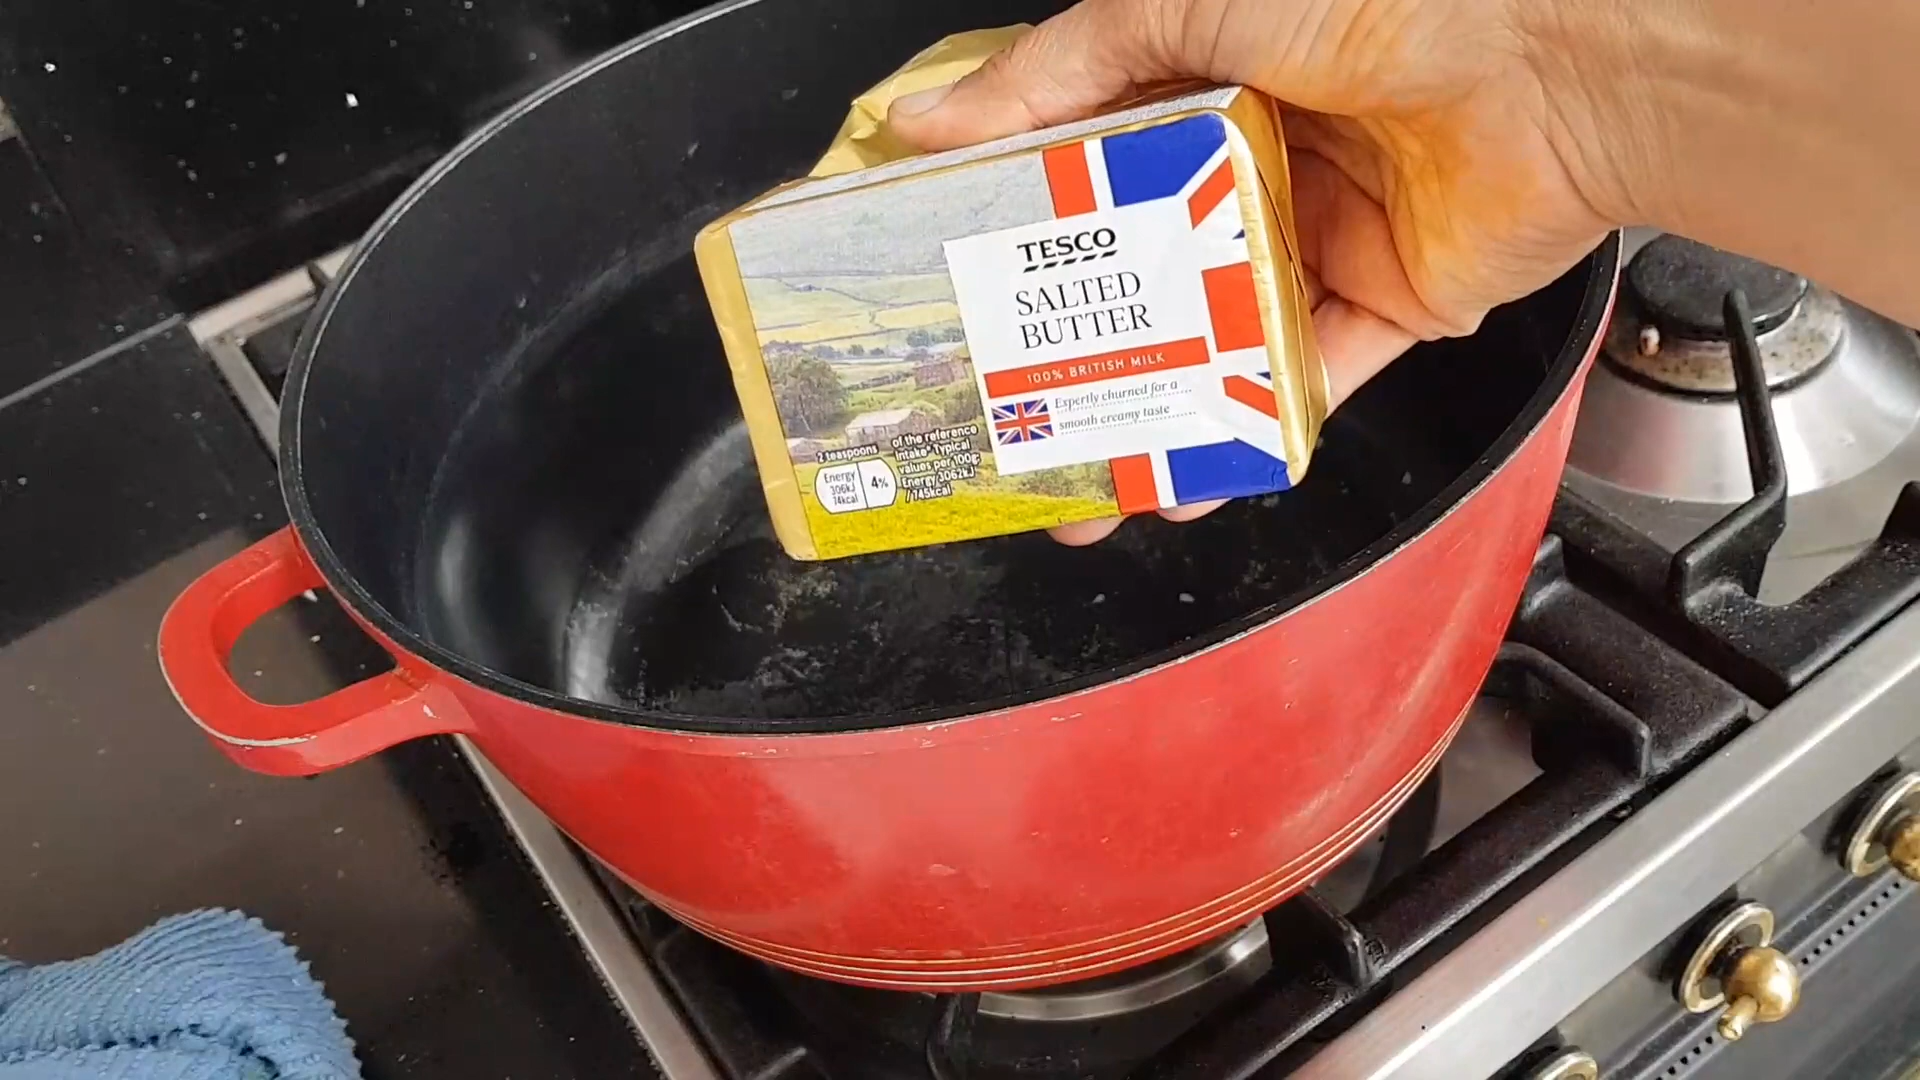 TESCO
SALTED
BUTTER
100% BRITISH MILK
Expertly churned for a
smooth creamy taste
2 teaspoons
Energy
306kJ
74kcal
4%
of the reference
intake* Typical
values per 100g:
Energy 3062kJ
/ 745kcal